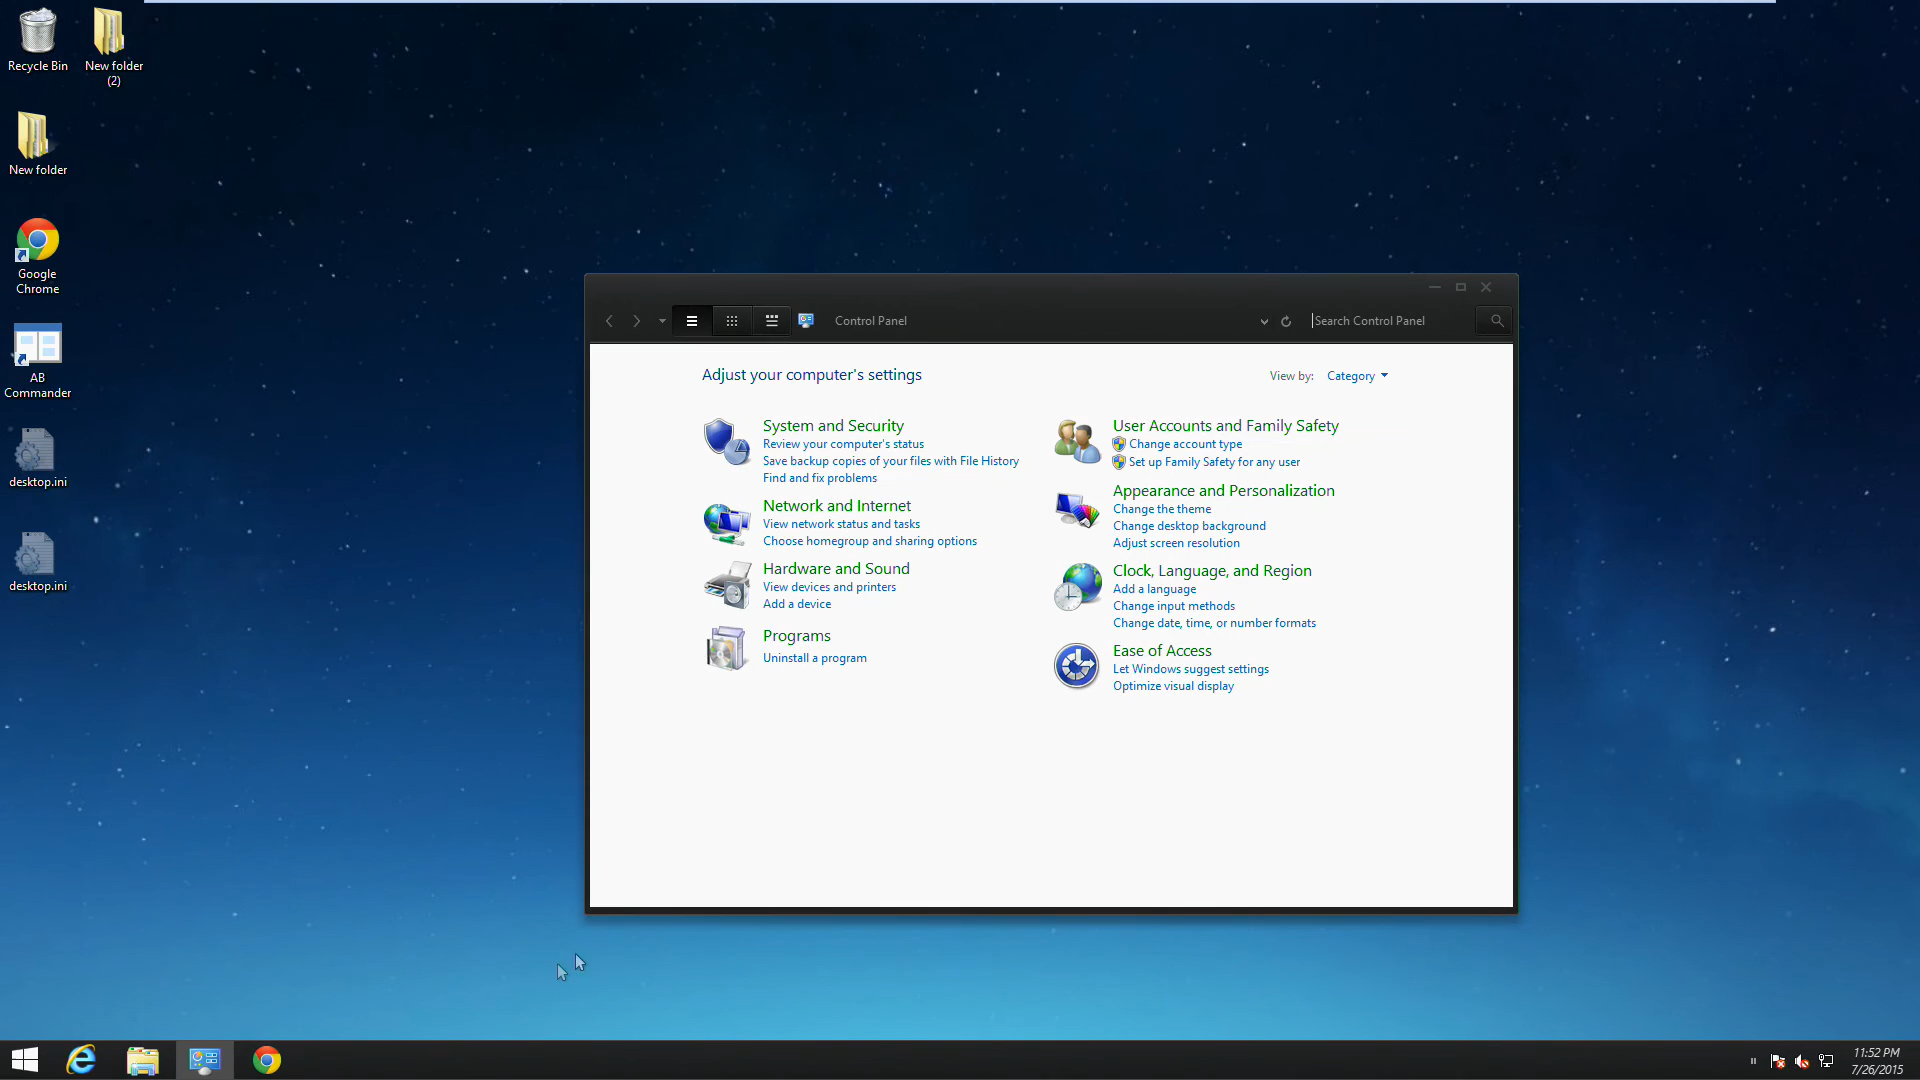 Recycle Bin
New folder
(2)
New folder
Google
Chrome
AB
Commander
desktop.ini
desktop.ini
Control Panel
Search Control Panel
Adjust your computer's settings
View by: Category
System and Security
Review your computer's status
Save backup copies of your files with File History
Find and fix problems
Network and Internet
View network status and tasks
Choose homegroup and sharing options
Hardware and Sound
View devices and printers
Add a device
Programs
Uninstall a program
User Accounts and Family Safety
Change account type
Set up Family Safety for any user
Appearance and Personalization
Change the theme
Change desktop background
Adjust screen resolution
Clock, Language, and Region
Add a language
Change input methods
Change date, time, or number formats
Ease of Access
Let Windows suggest settings
Optimize visual display
11:52 PM
7/26/2015